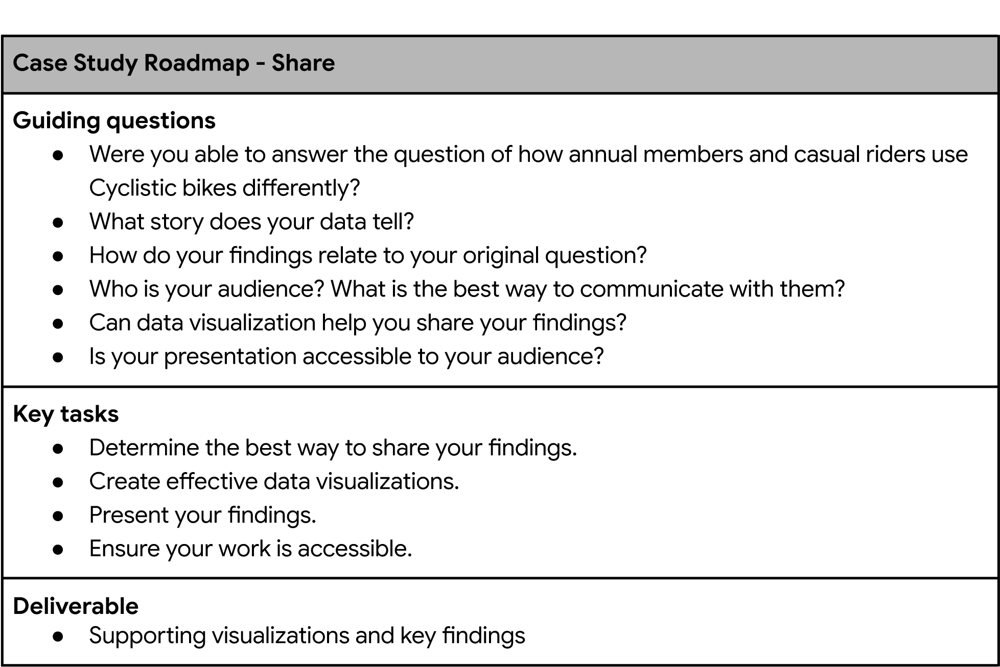 Case Study Roadmap - Share
Guiding questions
● Were you able to answer the question of how annual members and casual riders use
Cyclistic bikes differently?
● What story does your data tell?
● How do your findings relate to your original question?
● Who is your audience? What is the best way to communicate with them?
● Can data visualization help you share your findings?
● Is your presentation accessible to your audience?
Key tasks
● Determine the best way to share your findings.
● Create effective data visualizations.
● Present your findings.
● Ensure your work is accessible.
Deliverable
● Supporting visualizations and key findings